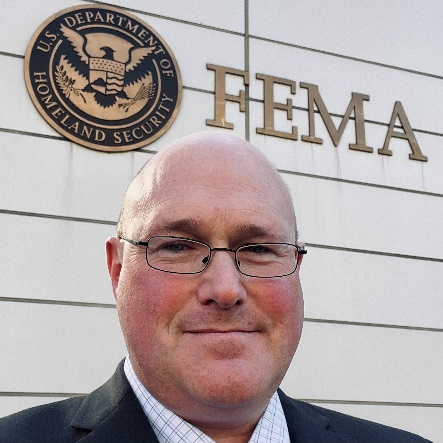 U.S. DEPARTMENT OF
HOMELAND SECURITY
FEMA